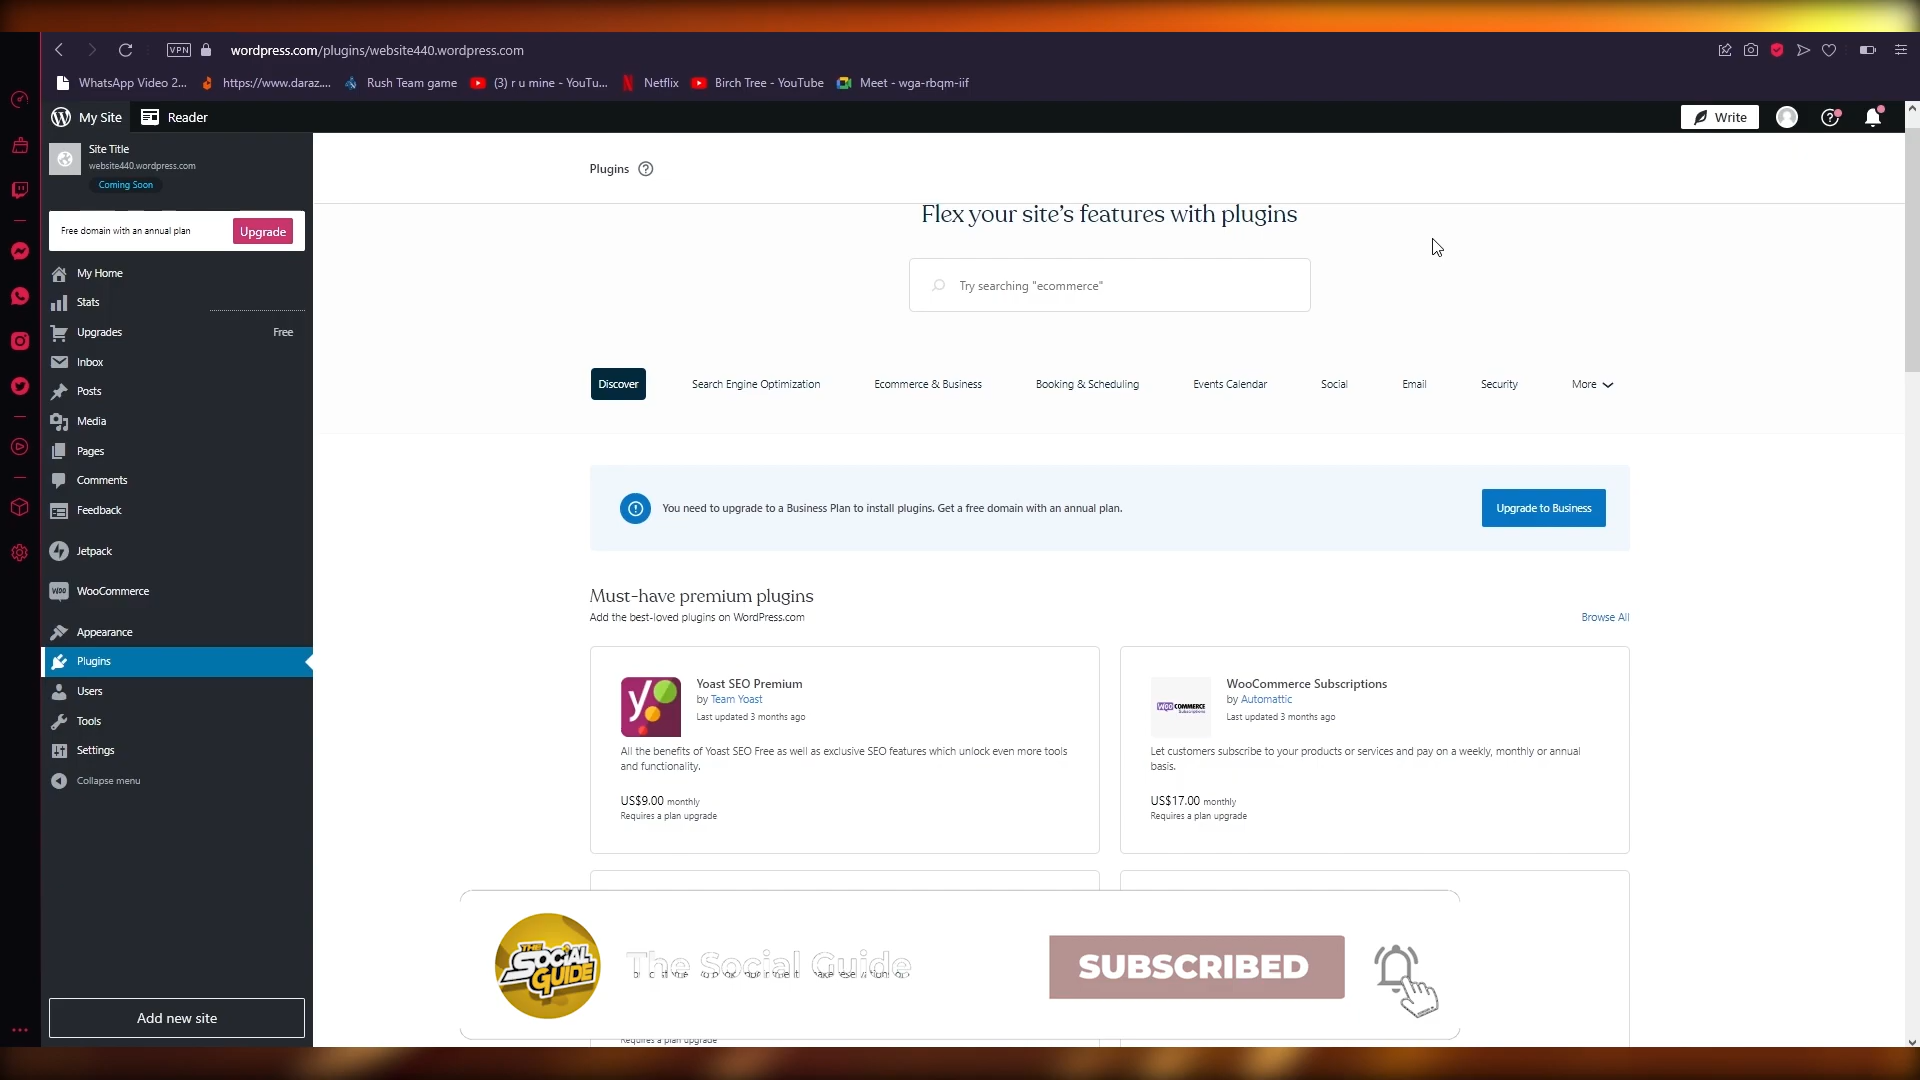 VPN
wordpress.com/plugins/website440.wordpress.com
WhatsApp Video 2...
https://www.daraz....
Rush Team game
(3) r u mine - YouTu...
Netflix
Birch Tree - YouTube
Meet - wga-rbqm-iif
My Site
Reader
Write
Site Title
website440.wordpress.com
Coming Soon
Free domain with an annual plan
Upgrade
My Home
Stats
Upgrades
Free
Inbox
Posts
Media
Pages
Comments
Feedback
Jetpack
WooCommerce
Appearance
Plugins
Users
Tools
Settings
Collapse menu
Add new site
Plugins
Flex your site's features with plugins
Try searching "ecommerce"
Discover
Search Engine Optimization
Ecommerce & Business
Booking & Scheduling
Events Calendar
Social
Email
Security
More
You need to upgrade to a Business Plan to install plugins. Get a free domain with an annual plan.
Upgrade to Business
Must-have premium plugins
Add the best-loved plugins on WordPress.com
Browse All
Yoast SEO Premium
by Team Yoast
Last updated 3 months ago
All the benefits of Yoast SEO Free as well as exclusive SEO features which unlock even more tools
and functionality.
US$9.00 monthly
Requires a plan upgrade
WooCommerce Subscriptions
by Automattic
Last updated 3 months ago
Let customers subscribe to your products or services and pay on a weekly, monthly or annual
basis.
US$17.00 monthly
Requires a plan upgrade
WOO COMMERCE
Subscriptions
THE
SOCIAL
GUIDE
The Social Guide
SUBSCRIBED
Requires a plan upgrade